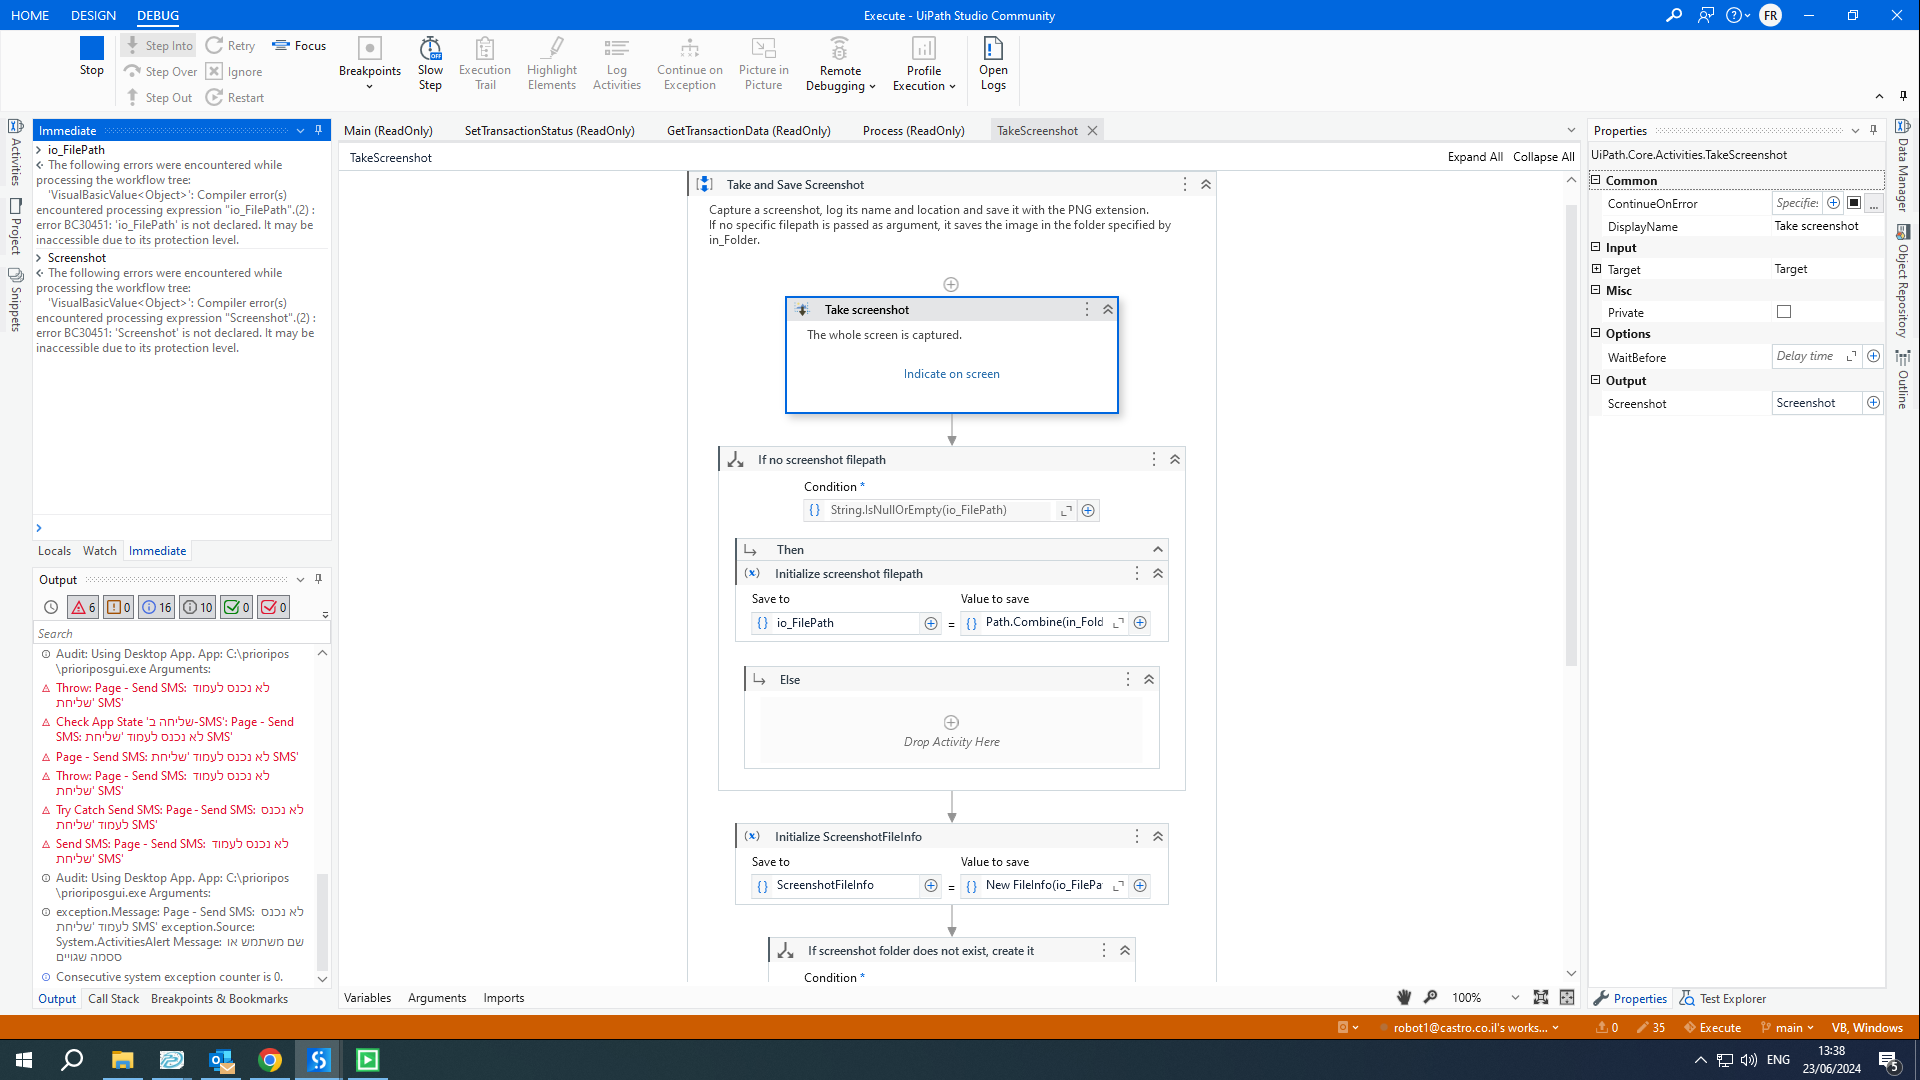 HOME DESIGN DEBUG
Execute - UiPath Studio Community
FR
Stop
Step Into
Step Over
Step Out
Retry
Ignore
Restart
Focus
Breakpoints
Slow Step
Execution Trail
Highlight Elements
Log Activities
Continue on Exception
Picture in Picture
Remote Debugging
Profile Execution
Open Logs
Activities
Project
Snippets
Immediate
io_FilePath
The following errors were encountered while
processing the workflow tree:
'VisualBasicValue<Object>': Compiler error(s)
encountered processing expression "io_FilePath".(2) :
error BC30451: 'io_FilePath' is not declared. It may be
inaccessible due to its protection level.
Screenshot
The following errors were encountered while
processing the workflow tree:
'VisualBasicValue<Object>': Compiler error(s)
encountered processing expression "Screenshot".(2) :
error BC30451: 'Screenshot' is not declared. It may be
inaccessible due to its protection level.
Locals Watch Immediate
Output
6 0 16 10 0 0
Search
Audit: Using Desktop App. App: C:\prioripos
\prioriposgui.exe Arguments:
Throw: Page - Send SMS: לא נכנס לעמוד
'שליחת SMS'
Check App State 'שליחה ב-SMS': Page - Send
SMS: לא נכנס לעמוד 'שליחת SMS'
Page - Send SMS: לא נכנס לעמוד 'שליחת SMS'
Throw: Page - Send SMS: לא נכנס לעמוד
'שליחת SMS'
Try Catch Send SMS: Page - Send SMS: לא נכנס
לעמוד 'שליחת SMS'
Send SMS: Page - Send SMS: לא נכנס לעמוד
'שליחת SMS'
Audit: Using Desktop App. App: C:\prioripos
\prioriposgui.exe Arguments:
exception.Message: Page - Send SMS: לא נכנס
לעמוד 'שליחת SMS' exception.Source:
System.ActivitiesAlert Message: שם משתמש או
ססמה שגויים
Consecutive system exception counter is 0.
Output Call Stack Breakpoints & Bookmarks
Main (ReadOnly) SetTransactionStatus (ReadOnly) GetTransactionData (ReadOnly) Process (ReadOnly) TakeScreenshot
TakeScreenshot
Expand All Collapse All
Take and Save Screenshot
Capture a screenshot, log its name and location and save it with the PNG extension.
If no specific filepath is passed as argument, it saves the image in the folder specified by
in_Folder.
Take screenshot
The whole screen is captured.
Indicate on screen
If no screenshot filepath
Condition *
String.IsNullOrEmpty(io_FilePath)
Then
Initialize screenshot filepath
Save to Value to save
io_FilePath = Path.Combine(in_Fold
Else
Drop Activity Here
Initialize ScreenshotFileInfo
Save to Value to save
ScreenshotFileInfo = New FileInfo(io_FilePa
If screenshot folder does not exist, create it
Condition *
Variables Arguments Imports
100%
Properties
UiPath.Core.Activities.TakeScreenshot
Common
ContinueOnError Specifies ...
DisplayName Take screenshot
Input
Target Target
Misc
Private
Options
WaitBefore Delay time
Output
Screenshot Screenshot
Properties Test Explorer
Data Manager
Object Repository
Outline
robot1@castro.co.il's works... 0 35 Execute main VB, Windows
ENG
13:38
23/06/2024
5